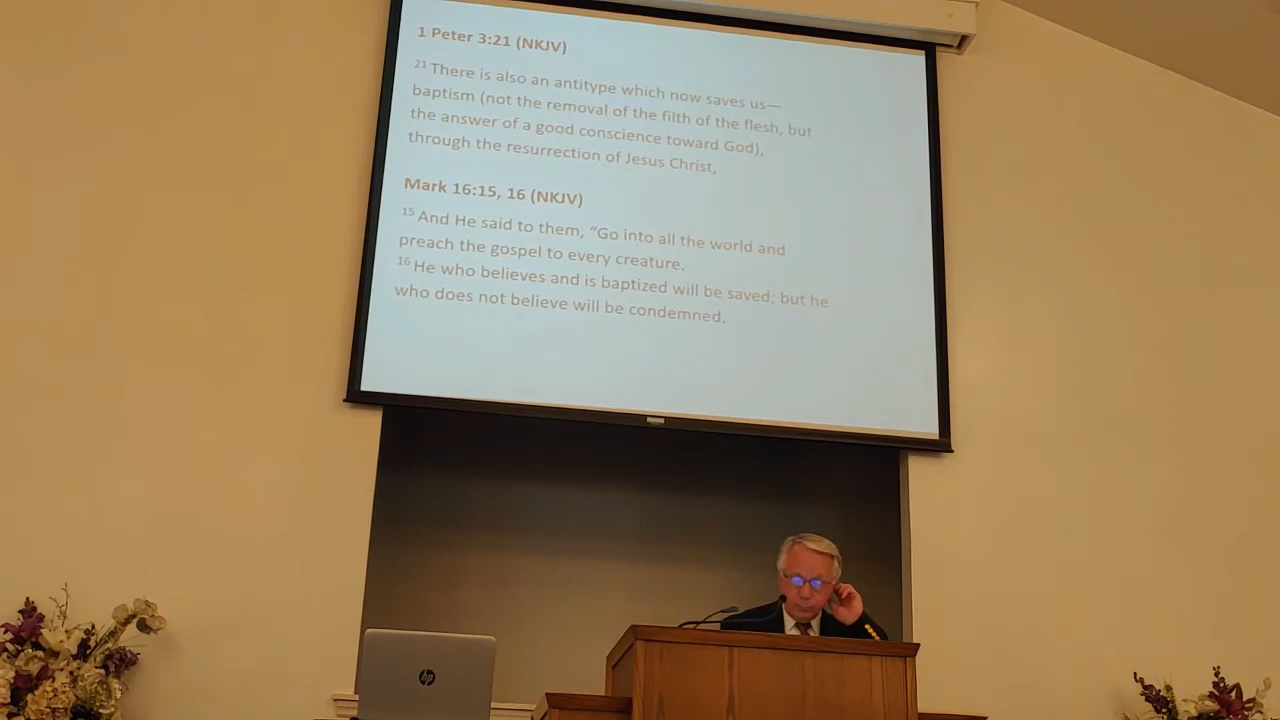 1 Peter 3:21 (NKJV)
21 There is also an antitype which now saves us—
baptism (not the removal of the filth of the flesh, but
the answer of a good conscience toward God),
through the resurrection of Jesus Christ,
Mark 16:15, 16 (NKJV)
15 And He said to them, “Go into all the world and
preach the gospel to every creature.
16 He who believes and is baptized will be saved; but he
who does not believe will be condemned.
hp